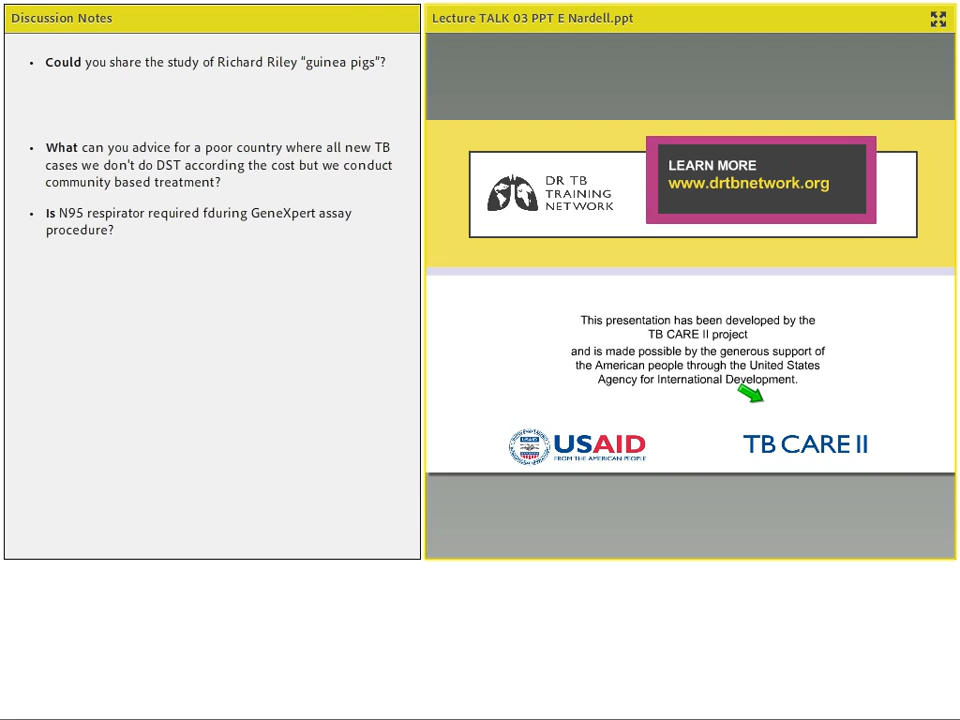 Discussion Notes
• Could you share the study of Richard Riley “guinea pigs”?
• What can you advice for a poor country where all new TB
cases we don't do DST according the cost but we conduct
community based treatment?
• Is N95 respirator required fduring GeneXpert assay
procedure?
Lecture TALK 03 PPT E Nardell.ppt
DR TB
TRAINING
NETWORK
LEARN MORE
www.drtbnetwork.org
This presentation has been developed by the
TB CARE II project
and is made possible by the generous support of
the American people through the United States
Agency for International Development.
USAID
FROM THE AMERICAN PEOPLE
TB CARE II